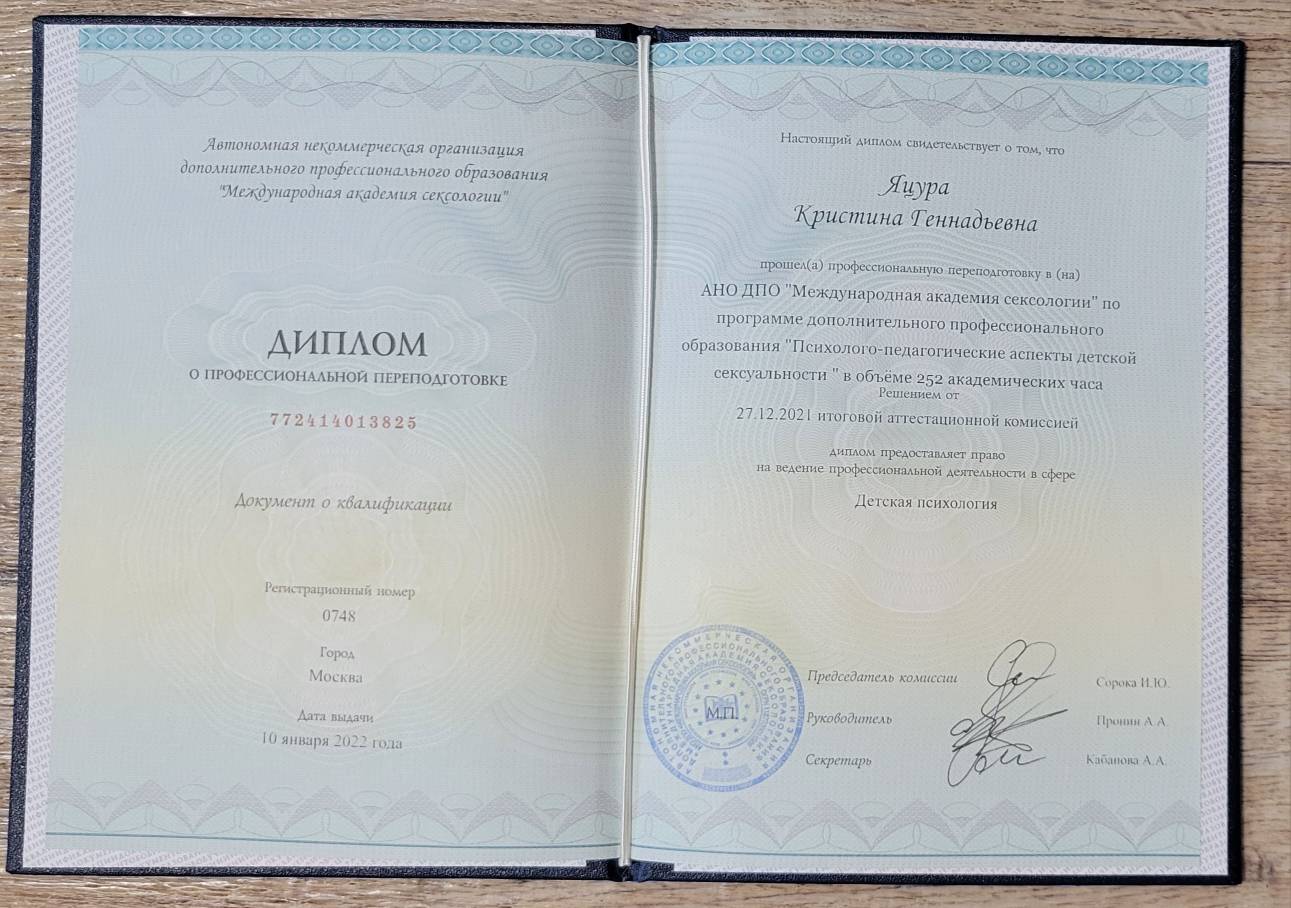 Автономная некоммерческая организация
дополнительного профессионального образования
"Международная академия сексологии"
ДИПЛОМ
О ПРОФЕССИОНАЛЬНОЙ ПЕРЕПОДГОТОВКЕ
772414013825
Документ о квалификации
Регистрационный номер
0748
Город
Москва
Дата выдачи
10 января 2022 года
Настоящий диплом свидетельствует о том, что
Яцура
Кристина Геннадьевна
прошел(а) профессиональную переподготовку в (на)
АНО ДПО "Международная академия сексологии" по
программе дополнительного профессионального
образования "Психолого-педагогические аспекты детской
сексуальности " в объёме 252 академических часа
Решением от
27.12.2021 итоговой аттестационной комиссией
диплом предоставляет право
на ведение профессиональной деятельности в сфере
Детская психология
М.П.
Председатель комиссии Сорока И.Ю.
Руководитель Пронин А.А.
Секретарь Кабанова А.А.